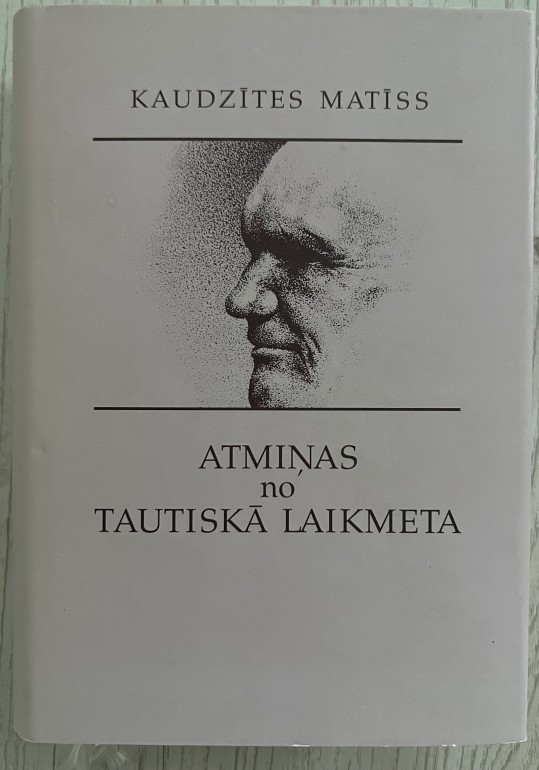 KAUDZĪTES MATĪSS
ATMIŅAS
no
TAUTISKĀ LAIKMETA